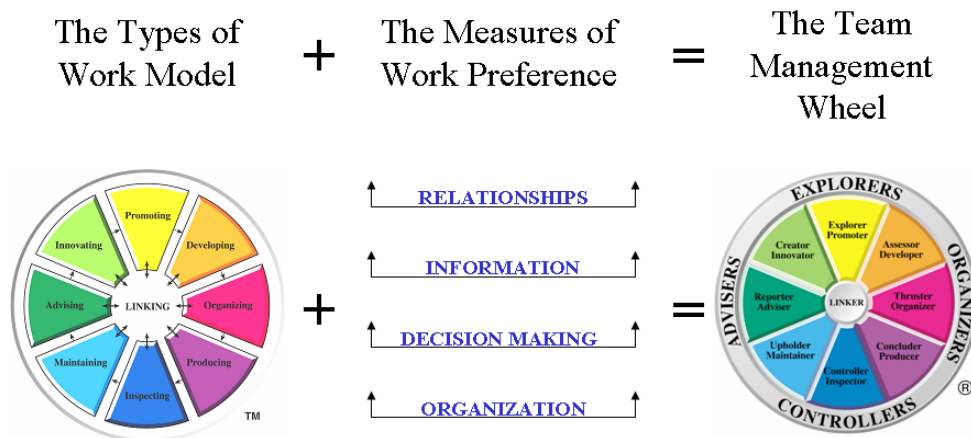 The Types of
Work Model
+
The Measures of
Work Preference
=
The Team
Management
Wheel
Promoting
Innovating
Developing
Advising
LINKING
Organizing
Maintaining
Producing
Inspecting
TM
+
RELATIONSHIPS
INFORMATION
DECISION MAKING
ORGANIZATION
=
EXPLORERS
ADVISERS
ORGANIZERS
CONTROLLERS
Explorer
Promoter
Creator
Innovator
Assessor
Developer
Reporter
Adviser
LINKER
Thruster
Organizer
Upholder
Maintainer
Concluder
Producer
Controller
Inspector
®